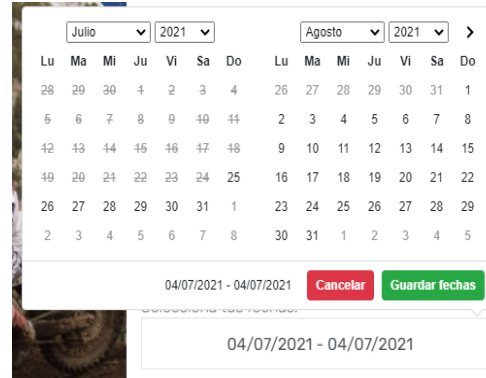 Julio 2021 Agosto 2021
Lu Ma Mi Ju Vi Sa Do Lu Ma Mi Ju Vi Sa Do
28 29 30 1 2 3 4 26 27 28 29 30 31 1
5 6 7 8 9 10 11 2 3 4 5 6 7 8
12 13 14 15 16 17 18 9 10 11 12 13 14 15
19 20 21 22 23 24 25 16 17 18 19 20 21 22
26 27 28 29 30 31 1 23 24 25 26 27 28 29
2 3 4 5 6 7 8 30 31 1 2 3 4 5
04/07/2021 - 04/07/2021 Cancelar Guardar fechas
04/07/2021 - 04/07/2021